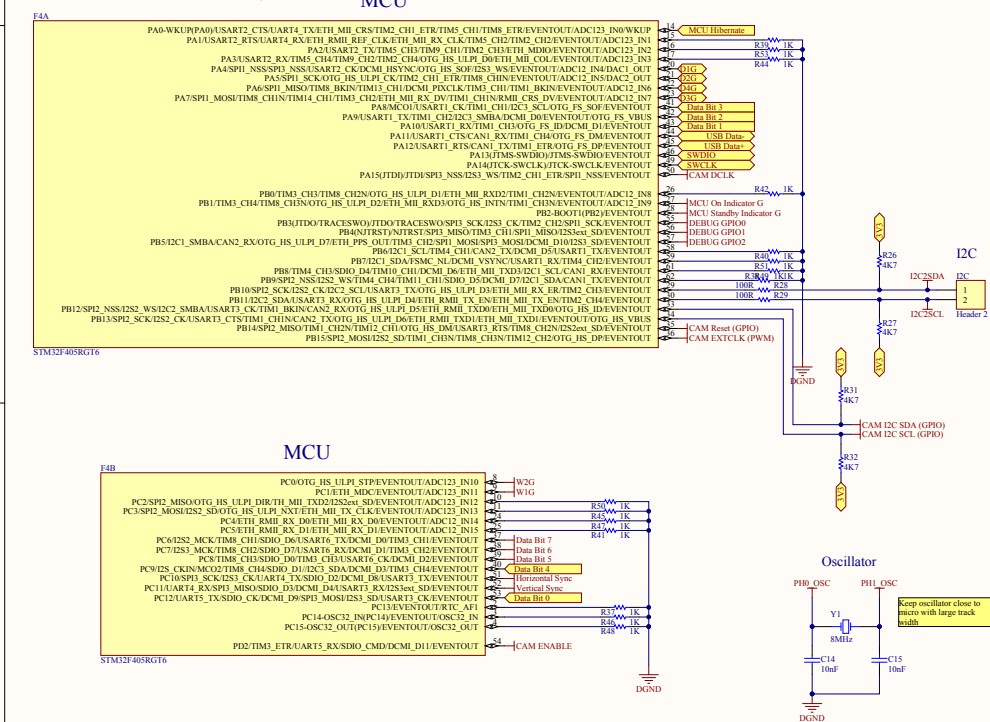 MCU
F4A
PA0-WKUP(PA0)/USART2_CTS/UART4_TX/ETH_MII_CRS/TIM2_CH1_ETR/TIM5_CH1/TIM8_ETR/EVENTOUT/ADC123_IN0/WKUP
14
MCU Hibernate
PA1/USART2_RTS/UART4_RX/ETH_RMII_REF_CLK/ETH_MII_RX_CLK/TIM5_CH2/TIM2_CH2/EVENTOUT/ADC123_IN1
R39 1K
PA2/USART2_TX/TIM5_CH3/TIM9_CH1/TIM2_CH3/ETH_MDIO/EVENTOUT/ADC123_IN2
R53 1K
PA3/USART2_RX/TIM5_CH4/TIM9_CH2/TIM2_CH4/OTG_HS_ULPI_D0/ETH_MII_COL/EVENTOUT/ADC123_IN3
R44 1K
PA4/SPI1_NSS/SPI3_NSS/USART2_CK/DCMI_HSYNC/OTG_HS_SOF/I2S3_WS/EVENTOUT/ADC12_IN4/DAC1_OUT
D1G
PA5/SPI1_SCK/OTG_HS_ULPI_CK/TIM2_CH1_ETR/TIM8_CHIN/EVENTOUT/ADC12_IN5/DAC2_OUT
D2G
PA6/SPI1_MISO/TIM8_BKIN/TIM13_CH1/DCMI_PIXCLK/TIM3_CH1/TIM1_BKIN/EVENTOUT/ADC12_IN6
D4G
PA7/SPI1_MOSI/TIM8_CH1N/TIM14_CH1/TIM3_CH2/ETH_MII_RX_DV/TIM1_CH1N/RMII_CRS_DV/EVENTOUT/ADC12_IN7
D3G
PA8/MCO1/USART1_CK/TIM1_CH1/I2C3_SCL/OTG_FS_SOF/EVENTOUT
Data Bit 3
PA9/USART1_TX/TIM1_CH2/I2C3_SMBA/DCMI_D0/EVENTOUT/OTG_FS_VBUS
Data Bit 2
PA10/USART1_RX/TIM1_CH3/OTG_FS_ID/DCMI_D1/EVENTOUT
Data Bit 1
PA11/USART1_CTS/CAN1_RX/TIM1_CH4/OTG_FS_DM/EVENTOUT
USB Data-
PA12/USART1_RTS/CAN1_TX/TIM1_ETR/OTG_FS_DP/EVENTOUT
USB Data+
PA13(JTMS-SWDIO)/JTMS-SWDIO/EVENTOUT
SWDIO
PA14(JTCK-SWCLK)/JTCK-SWCLK/EVENTOUT
SWCLK
PA15(JTDI)/JTDI/SPI3_NSS/I2S3_WS/TIM2_CH1_ETR/SPI1_NSS/EVENTOUT
CAM DCLK
PB0/TIM3_CH3/TIM8_CH2N/OTG_HS_ULPI_D1/ETH_MII_RXD2/TIM1_CH2N/EVENTOUT/ADC12_IN8
26
R42 1K
PB1/TIM3_CH4/TIM8_CH3N/OTG_HS_ULPI_D2/ETH_MII_RXD3/OTG_HS_INTN/TIM1_CH3N/EVENTOUT/ADC12_IN9
MCU On Indicator G
PB2-BOOT1(PB2)/EVENTOUT
MCU Standby Indicator G
PB3(JTDO/TRACESWO)/JTDO/TRACESWO/SPI3_SCK/I2S3_CK/TIM2_CH2/SPI1_SCK/EVENTOUT
DEBUG GPIO0
PB4(NJTRST)/NJTRST/SPI3_MISO/TIM3_CH1/SPI1_MISO/I2S3ext_SD/EVENTOUT
DEBUG GPIO1
PB5/I2C1_SMBA/CAN2_RX/OTG_HS_ULPI_D7/ETH_PPS_OUT/TIM3_CH2/SPI1_MOSI/SPI3_MOSI/DCMI_D10/I2S3_SD/EVENTOUT
DEBUG GPIO2
PB6/I2C1_SCL/TIM4_CH1/CAN2_TX/DCMI_D5/USART1_TX/EVENTOUT
R40 1K
PB7/I2C1_SDA/FSMC_NL/DCMI_VSYNC/USART1_RX/TIM4_CH2/EVENTOUT
R51 1K
PB8/TIM4_CH3/SDIO_D4/TIM10_CH1/DCMI_D6/ETH_MII_TXD3/I2C1_SCL/CAN1_RX/EVENTOUT
PB9/SPI2_NSS/I2S2_WS/TIM4_CH4/TIM11_CH1/SDIO_D5/DCMI_D7/I2C1_SDA/CAN1_TX/EVENTOUT
PB10/SPI2_SCK/I2S2_CK/I2C2_SCL/USART3_TX/OTG_HS_ULPI_D3/ETH_MII_RX_ER/TIM2_CH3/EVENTOUT
100R R28
PB11/I2C2_SDA/USART3_RX/OTG_HS_ULPI_D4/ETH_RMII_TX_EN/ETH_MII_TX_EN/TIM2_CH4/EVENTOUT
100R R29
PB12/SPI2_NSS/I2S2_WS/I2C2_SMBA/USART3_CK/TIM1_BKIN/CAN2_RX/OTG_HS_ULPI_D5/ETH_RMII_TXD0/ETH_MII_TXD0/OTG_HS_ID/EVENTOUT
PB13/SPI2_SCK/I2S2_CK/USART3_CTS/TIM1_CH1N/CAN2_TX/OTG_HS_ULPI_D6/ETH_RMII_TXD1/ETH_MII_TXD1/EVENTOUT/OTG_HS_VBUS
PB14/SPI2_MISO/TIM1_CH2N/TIM12_CH1/OTG_HS_DM/USART3_RTS/TIM8_CH2N/I2S2ext_SD/EVENTOUT
CAM Reset (GPIO)
PB15/SPI2_MOSI/I2S2_SD/TIM1_CH3N/TIM8_CH3N/TIM12_CH2/OTG_HS_DP/EVENTOUT
CAM EXTCLK (PWM)
STM32F405RGT6
3V3
R26
4K7
I2C
I2C2SDA
I2C
1
2
I2C2SCL
Header 2
R27
4K7
3V3
3V3
DGND
R31
4K7
CAM I2C SDA (GPIO)
CAM I2C SCL (GPIO)
R32
4K7
3V3
MCU
F4B
PC0/OTG_HS_ULPI_STP/EVENTOUT/ADC123_IN10
8
W2G
PC1/ETH_MDC/EVENTOUT/ADC123_IN11
9
W1G
PC2/SPI2_MISO/OTG_HS_ULPI_DIR/TH_MII_TXD2/I2S2ext_SD/EVENTOUT/ADC123_IN12
R50 1K
PC3/SPI2_MOSI/I2S2_SD/OTG_HS_ULPI_NXT/ETH_MII_TX_CLK/EVENTOUT/ADC123_IN13
R45 1K
PC4/ETH_RMII_RX_D0/ETH_MII_RX_D0/EVENTOUT/ADC12_IN14
R47 1K
PC5/ETH_RMII_RX_D1/ETH_MII_RX_D1/EVENTOUT/ADC12_IN15
R41 1K
PC6/I2S2_MCK/TIM8_CH1/SDIO_D6/USART6_TX/DCMI_D0/TIM3_CH1/EVENTOUT
Data Bit 7
PC7/I2S3_MCK/TIM8_CH2/SDIO_D7/USART6_RX/DCMI_D1/TIM3_CH2/EVENTOUT
Data Bit 6
PC8/TIM8_CH3/SDIO_D0/TIM3_CH3/USART6_CK/DCMI_D2/EVENTOUT
Data Bit 5
PC9/I2S_CKIN/MCO2/TIM8_CH4/SDIO_D1/I2C3_SDA/DCMI_D3/TIM3_CH4/EVENTOUT
40
Data Bit 4
PC10/SPI3_SCK/I2S3_CK/UART4_TX/SDIO_D2/DCMI_D8/USART3_TX/EVENTOUT
Horizontal Sync
PC11/UART4_RX/SPI3_MISO/SDIO_D3/DCMI_D4/USART3_RX/I2S3ext_SD/EVENTOUT
Vertical Sync
PC12/UART5_TX/SDIO_CK/DCMI_D9/SPI3_MOSI/I2S3_SD/USART3_CK/EVENTOUT
Data Bit 0
PC13/EVENTOUT/RTC_AF1
R37 1K
PC14-OSC32_IN(PC14)/EVENTOUT/OSC32_IN
R46 1K
PC15-OSC32_OUT(PC15)/EVENTOUT/OSC32_OUT
R48 1K
PD2/TIM3_ETR/UART5_RX/SDIO_CMD/DCMI_D11/EVENTOUT
54
CAM ENABLE
STM32F405RGT6
DGND
Oscillator
PH0_OSC
PH1_OSC
Y1
8MHz
Keep oscillator close to
micro with large track
width
C14
10nF
C15
10nF
DGND